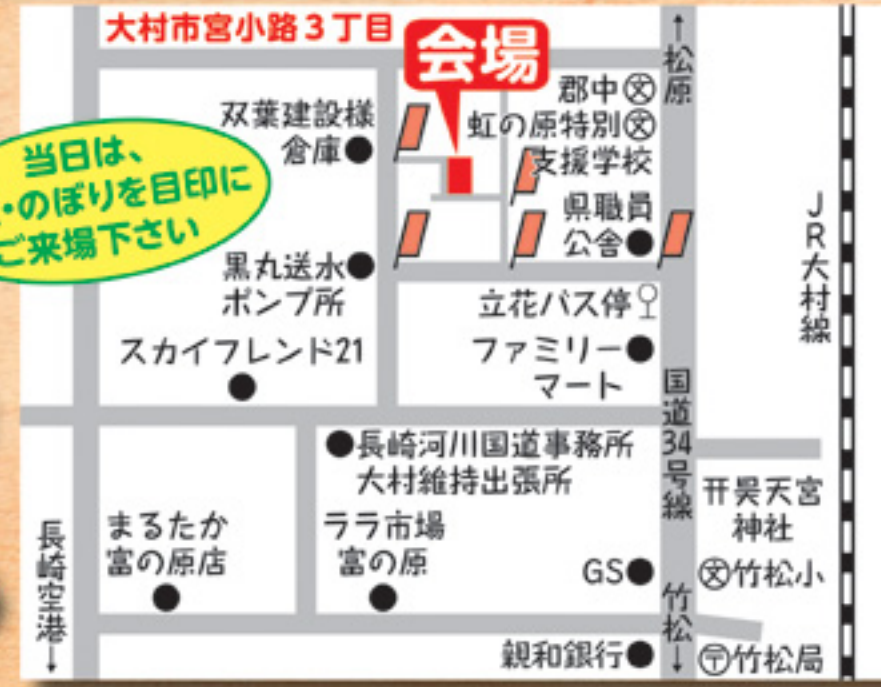 大村市宮小路3丁目
会場
↑松原
郡中㊫
虹の原特別㊫
支援学校
双葉建設様
倉庫●
当日は、
・のぼりを目印に
ご来場下さい
県職員
公舎●
黒丸送水●
ポンプ所
立花バス停
スカイフレンド21
ファミリー●
マート
JR大村線
国道34号線
●長崎河川国道事務所
大村維持出張所
昊天宮
神社
まるたか
富の原店
ララ市場
富の原
長崎空港→
GS●
㊫竹松小
竹松↓
親和銀行●
〶竹松局